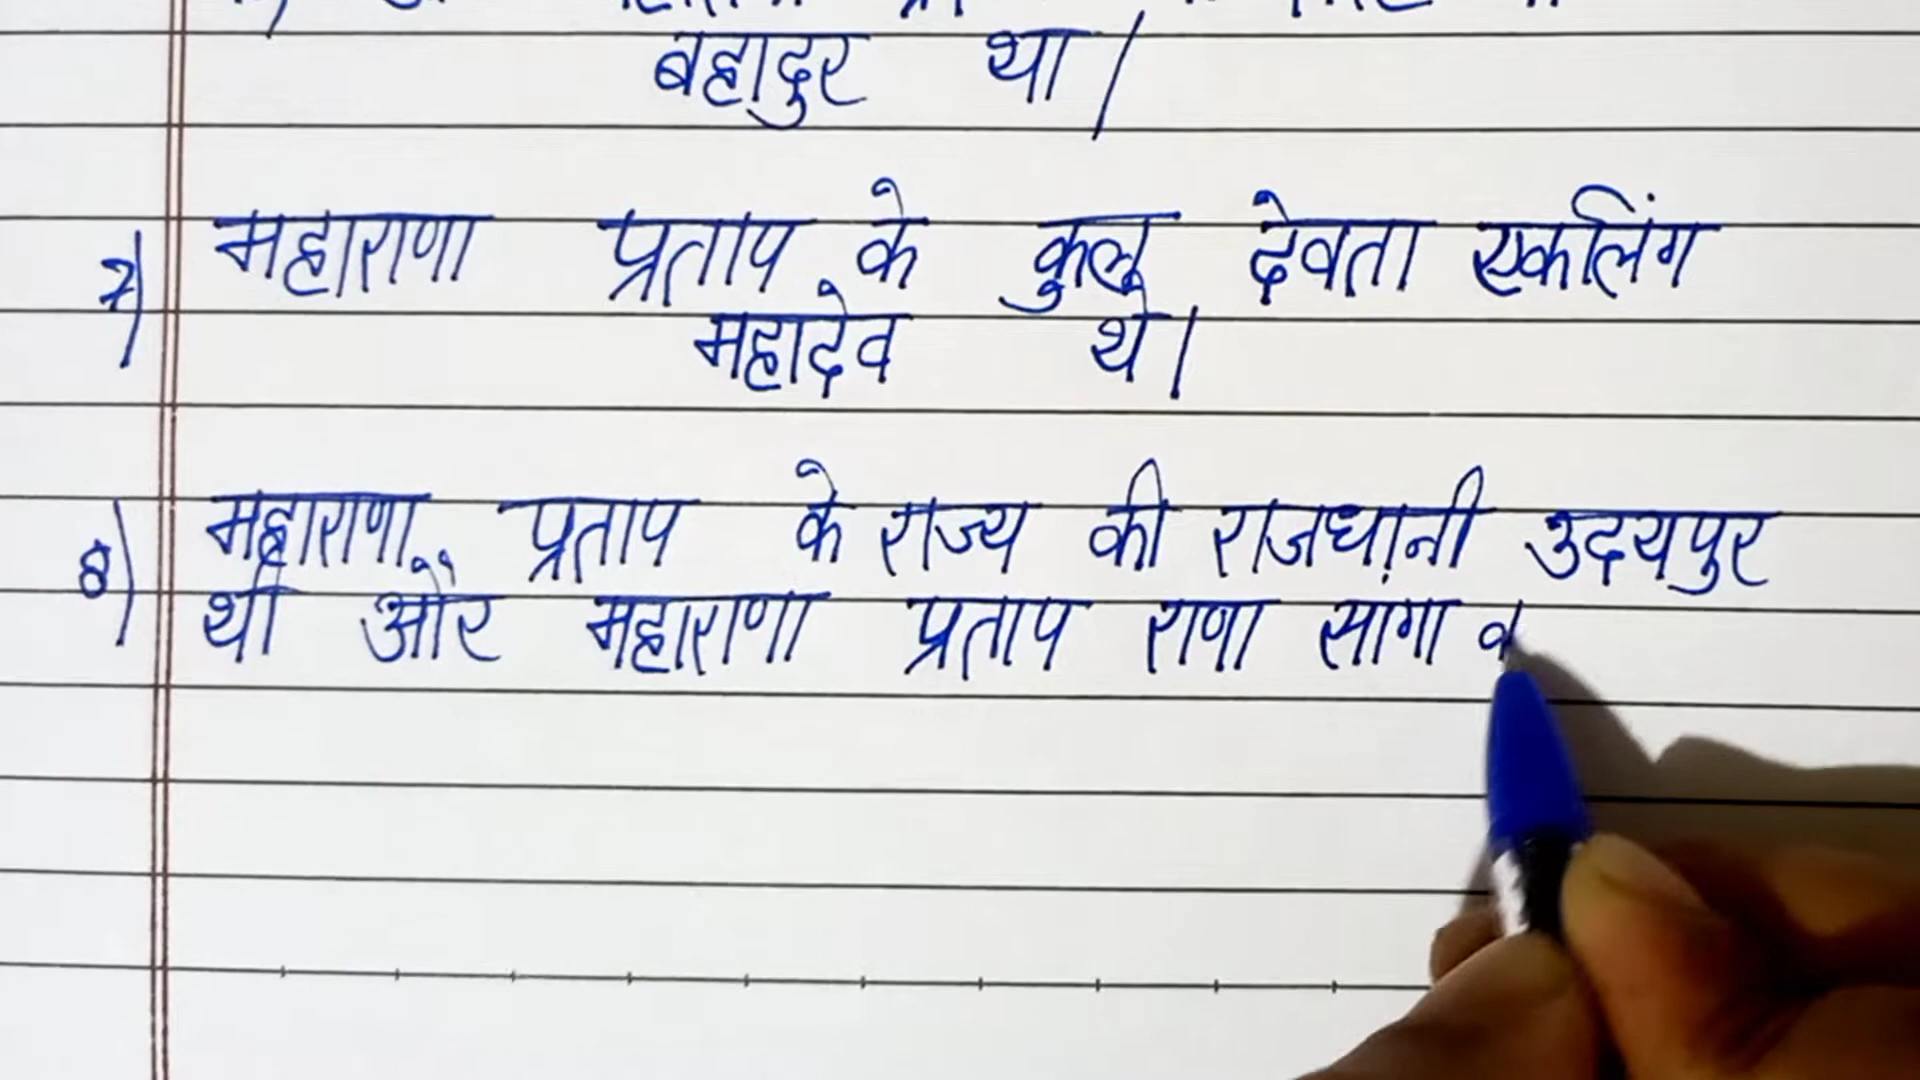 बहादुर था।
7) महाराणा प्रताप के कुल देवता एकलिंग
महादेव थे।
8) महाराणा प्रताप के राज्य की राजधानी उदयपुर
थी और महाराणा प्रताप राणा सांगा